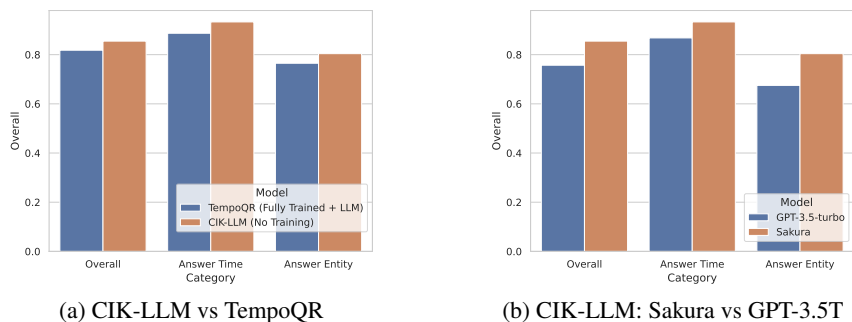 0.8
0.6
0.4
0.2
0.0
Overall
Overall
Answer Time
Answer Entity
Category
Model
TempoQR (Fully Trained + LLM)
CIK-LLM (No Training)
(a) CIK-LLM vs TempoQR
0.8
0.6
0.4
0.2
0.0
Overall
Overall
Answer Time
Answer Entity
Category
Model
GPT-3.5-turbo
Sakura
(b) CIK-LLM: Sakura vs GPT-3.5T